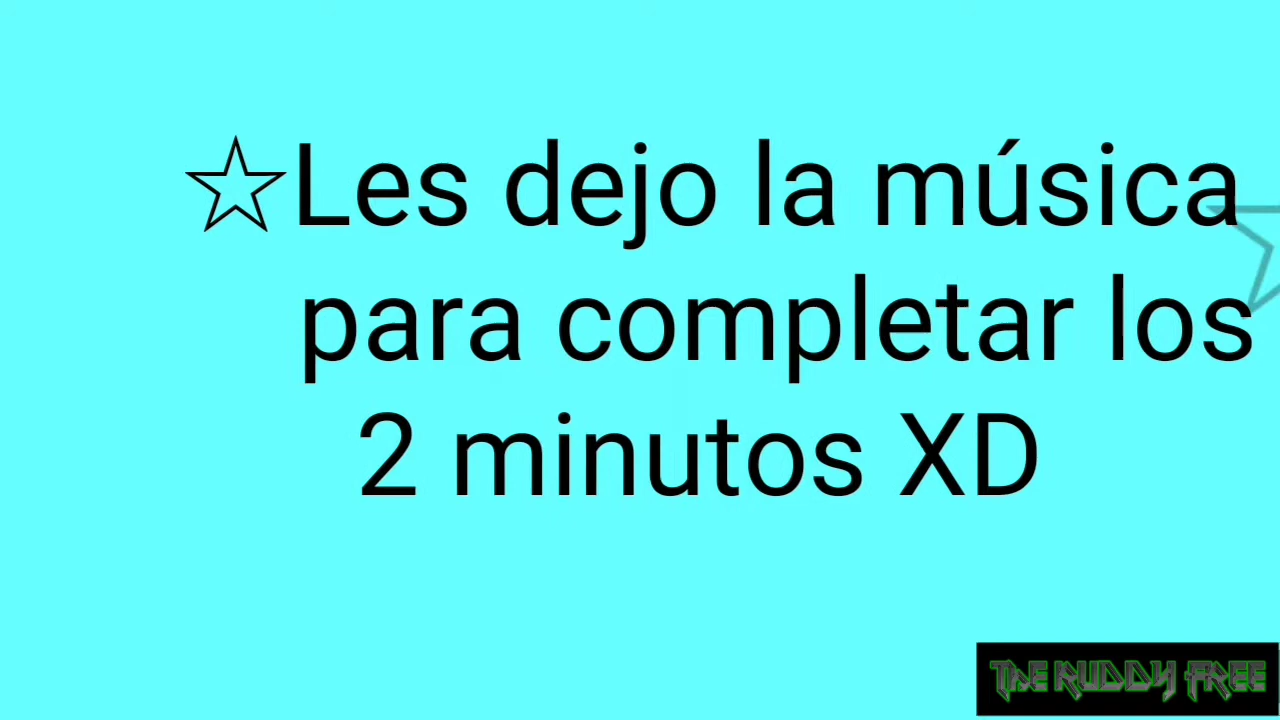 ☆Les dejo la música
para completar los
2 minutos XD
THE RUDDY FREE